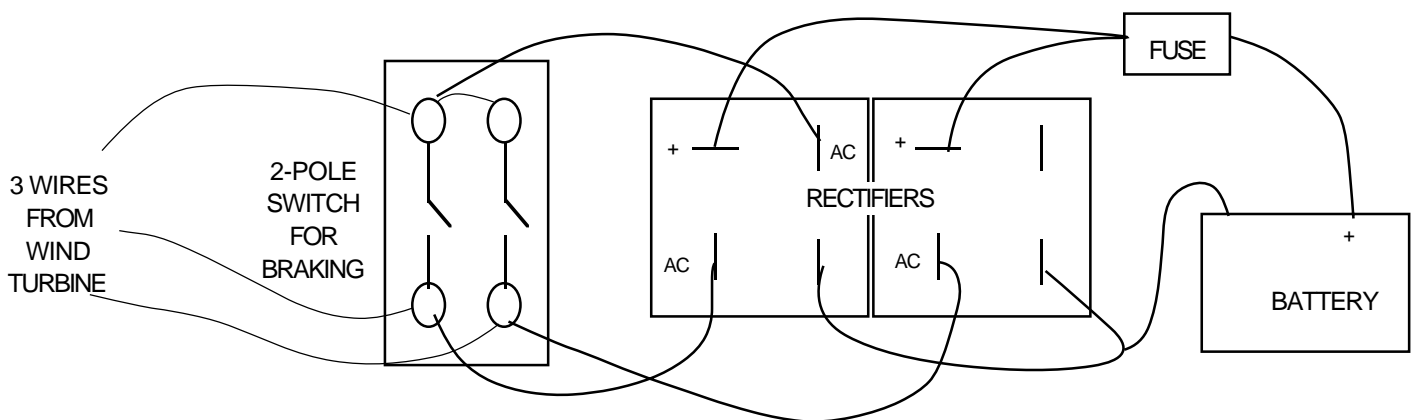 3 WIRES
FROM
WIND
TURBINE
2-POLE
SWITCH
FOR
BRAKING
+
AC
AC
RECTIFIERS
+
AC
FUSE
+
BATTERY